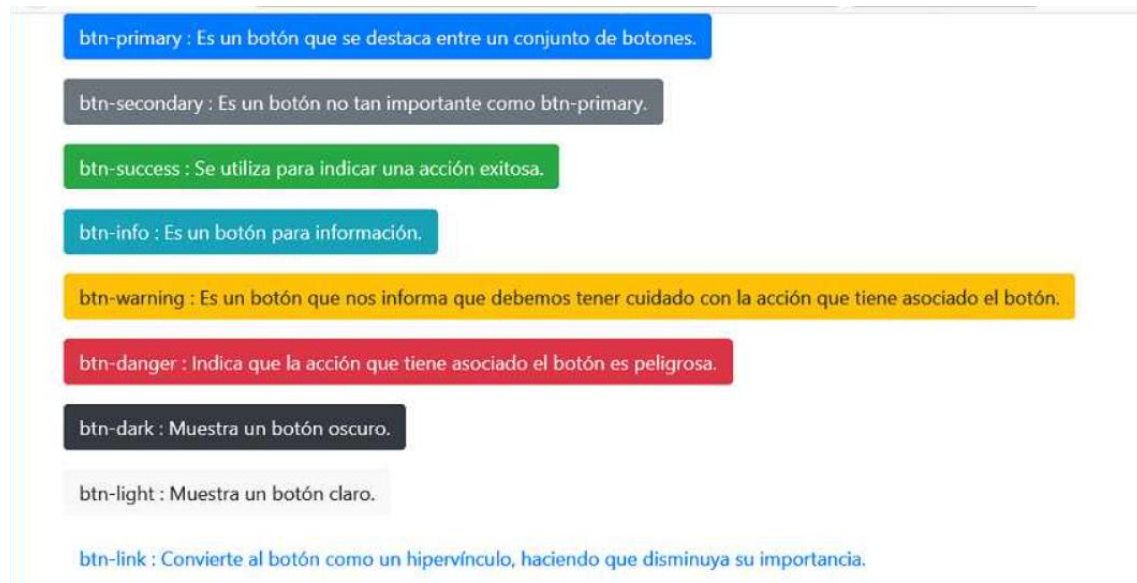 btn-primary : Es un botón que se destaca entre un conjunto de botones.
btn-secondary : Es un botón no tan importante como btn-primary.
btn-success : Se utiliza para indicar una acción exitosa.
btn-info : Es un botón para información.
btn-warning : Es un botón que nos informa que debemos tener cuidado con la acción que tiene asociado el botón.
btn-danger : Indica que la acción que tiene asociado el botón es peligrosa.
btn-dark : Muestra un botón oscuro.
btn-light : Muestra un botón claro.
btn-link : Convierte al botón como un hipervínculo, haciendo que disminuya su importancia.